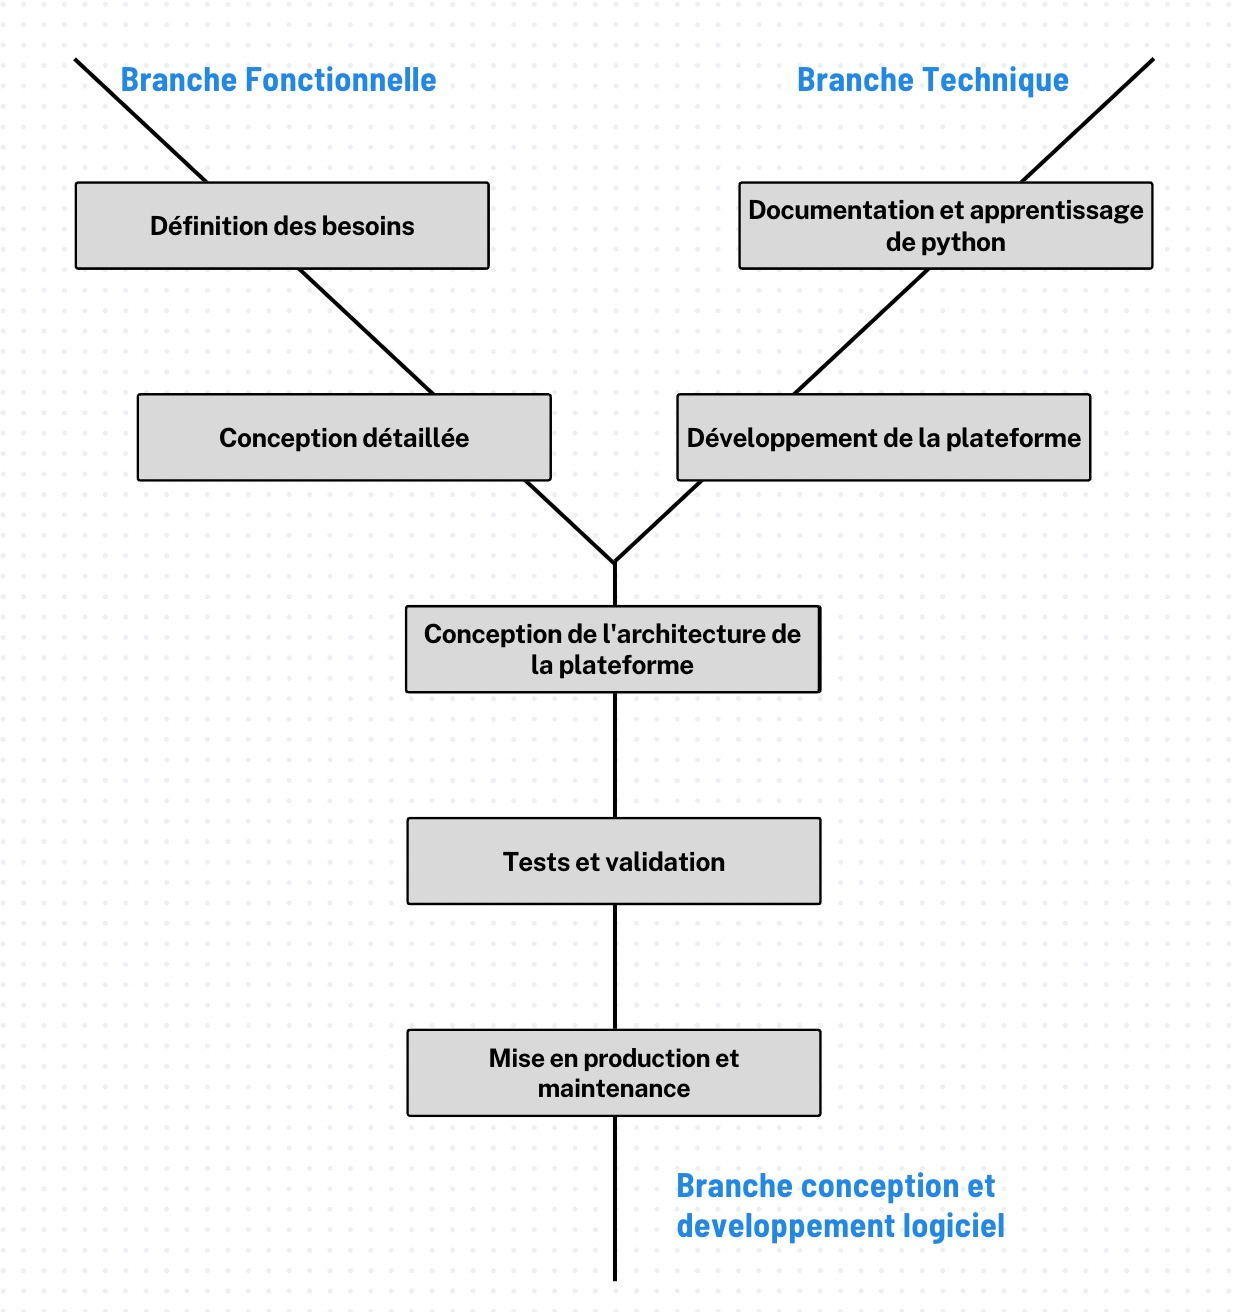 Branche Fonctionnelle
Branche Technique
Définition des besoins
Documentation et apprentissage
de python
Conception détaillée
Développement de la plateforme
Conception de l'architecture de
la plateforme
Tests et validation
Mise en production et
maintenance
Branche conception et
developpement logiciel